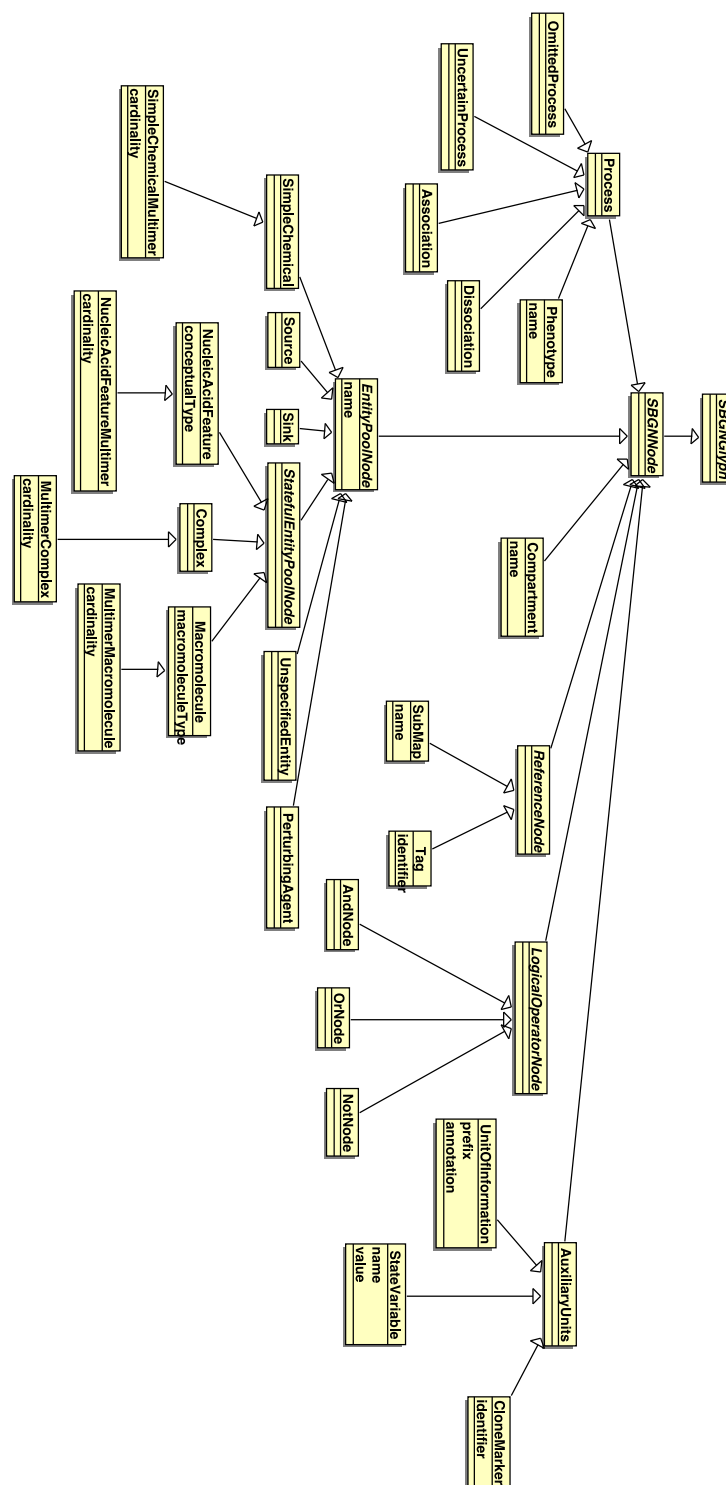 SBGNGlyph
SBGNNode
Process
OmittedProcess
UncertainProcess
Association
Dissociation
Phenotype
name
Compartment
name
ReferenceNode
SubMap
name
Tag
identifier
LogicalOperatorNode
AndNode
OrNode
NotNode
AuxiliaryUnits
UnitOfInformation
prefix
annotation
StateVariable
name
value
CloneMarker
identifier
EntityPoolNode
name
SimpleChemical
Source
Sink
StatefulEntityPoolNode
UnspecifiedEntity
PerturbingAgent
SimpleChemicalMultimer
cardinality
NucleicAcidFeature
conceptualType
Complex
Macromolecule
macromoleculeType
NucleicAcidFeatureMultimer
cardinality
MultimerComplex
cardinality
MultimerMacromolecule
cardinality